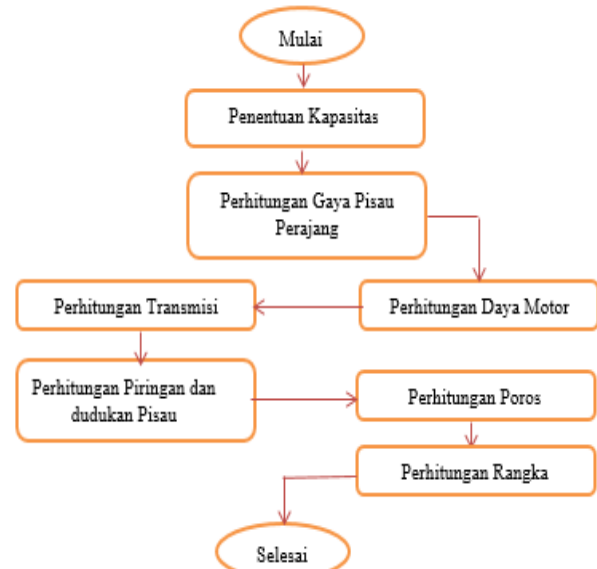 Mulai
Penentuan Kapasitas
Perhitungan Gaya Pisau
Perajang
Perhitungan Daya Motor
Perhitungan Transmisi
Perhitungan Piringan dan
dudukan Pisau
Perhitungan Poros
Perhitungan Rangka
Selesai